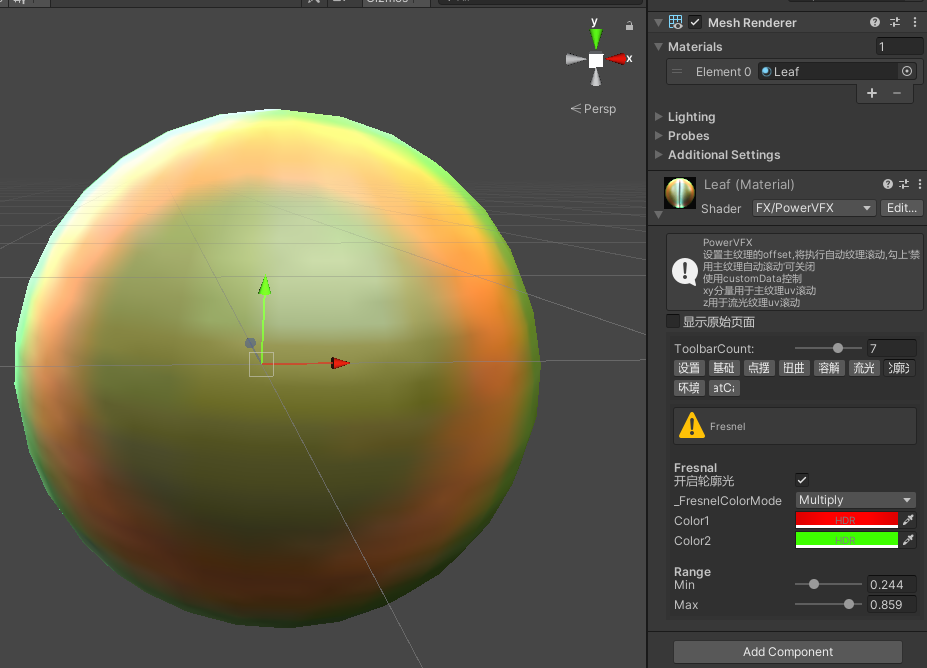 y
x
Persp
Mesh Renderer
Materials
1
Element 0
Leaf
Lighting
Probes
Additional Settings
Leaf (Material)
Shader
FX/PowerVFX
Edit...
PowerVFX
设置主纹理的offset,将执行自动纹理滚动,勾上'禁
用主纹理自动滚动'可关闭
使用customData控制
xy分量用于主纹理uv滚动
z用于流光纹理uv滚动
显示原始页面
ToolbarCount:
7
设置 基础 点摆 扭曲 溶解 流光
环境
Fresnel
Fresnal
开启轮廓光
_FresnelColorMode
Multiply
Color1
HDR
Color2
HDR
Range
Min
0.244
Max
0.859
Add Component